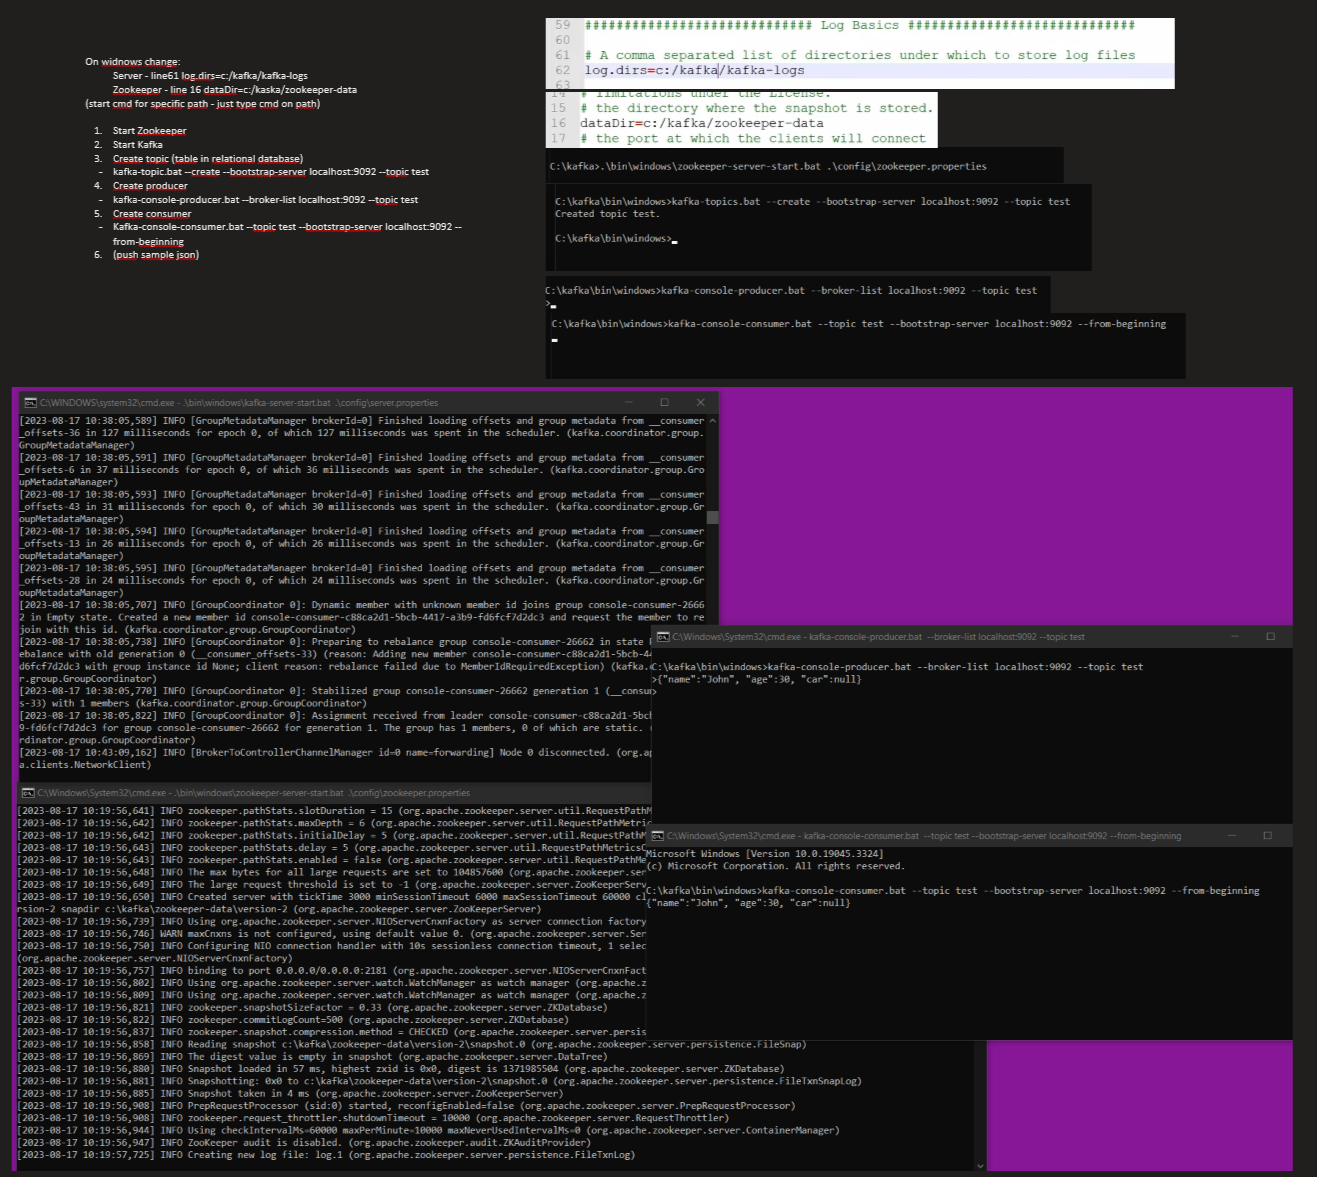 On widnows change:
Server - line61 log.dirs=c:/kafka/kafka-logs
Zookeeper - line 16 dataDir=c:/kaska/zookeeper-data
(start cmd for specific path - just type cmd on path)
1. Start Zookeeper
2. Start Kafka
3. Create topic (table in relational database)
- kafka-topic.bat --create --bootstrap-server localhost:9092 --topic test
4. Create producer
- kafka-console-producer.bat --broker-list localhost:9092 --topic test
5. Create consumer
- Kafka-console-consumer.bat --topic test --bootstrap-server localhost:9092 --
from-beginning
6. (push sample json)
59 ############################# Log Basics #############################
60
61 # A comma separated list of directories under which to store log files
62 log.dirs=c:/kafka/kafka-logs
63
14 # limitations under the License.
15 # the directory where the snapshot is stored.
16 dataDir=c:/kafka/zookeeper-data
17 # the port at which the clients will connect
C:\kafka>.\bin\windows\zookeeper-server-start.bat .\config\zookeeper.properties
C:\kafka\bin\windows>kafka-topics.bat --create --bootstrap-server localhost:9092 --topic test
Created topic test.
C:\kafka\bin\windows>
C:\kafka\bin\windows>kafka-console-producer.bat --broker-list localhost:9092 --topic test
>
C:\kafka\bin\windows>kafka-console-consumer.bat --topic test --bootstrap-server localhost:9092 --from-beginning
C:\WINDOWS\system32\cmd.exe - .\bin\windows\kafka-server-start.bat .\config\server.properties
[2023-08-17 10:38:05,589] INFO [GroupMetadataManager brokerId=0] Finished loading offsets and group metadata from __consumer
_offsets-36 in 127 milliseconds for epoch 0, of which 127 milliseconds was spent in the scheduler. (kafka.coordinator.group.
GroupMetadataManager)
[2023-08-17 10:38:05,591] INFO [GroupMetadataManager brokerId=0] Finished loading offsets and group metadata from __consumer
_offsets-6 in 37 milliseconds for epoch 0, of which 36 milliseconds was spent in the scheduler. (kafka.coordinator.group.Gro
upMetadataManager)
[2023-08-17 10:38:05,593] INFO [GroupMetadataManager brokerId=0] Finished loading offsets and group metadata from __consumer
_offsets-43 in 31 milliseconds for epoch 0, of which 30 milliseconds was spent in the scheduler. (kafka.coordinator.group.Gr
oupMetadataManager)
[2023-08-17 10:38:05,594] INFO [GroupMetadataManager brokerId=0] Finished loading offsets and group metadata from __consumer
_offsets-13 in 26 milliseconds for epoch 0, of which 26 milliseconds was spent in the scheduler. (kafka.coordinator.group.Gr
oupMetadataManager)
[2023-08-17 10:38:05,595] INFO [GroupMetadataManager brokerId=0] Finished loading offsets and group metadata from __consumer
_offsets-28 in 24 milliseconds for epoch 0, of which 24 milliseconds was spent in the scheduler. (kafka.coordinator.group.Gr
oupMetadataManager)
[2023-08-17 10:38:05,707] INFO [GroupCoordinator 0]: Dynamic member with unknown member id joins group console-consumer-2666
2 in Empty state. Created a new member id console-consumer-c88ca2d1-5bcb-4417-a3b9-fd6fcf7d2dc3 and request the member to re
join with this id. (kafka.coordinator.group.GroupCoordinator)
[2023-08-17 10:38:05,738] INFO [GroupCoordinator 0]: Preparing to rebalance group console-consumer-26662 in state
ebalance with old generation 0 (__consumer_offsets-33) (reason: Adding new member console-consumer-c88ca2d1-5bcb-4
d6fcf7d2dc3 with group instance id None; client reason: rebalance failed due to MemberIdRequiredException) (kafka.
r.group.GroupCoordinator)
[2023-08-17 10:38:05,770] INFO [GroupCoordinator 0]: Stabilized group console-consumer-26662 generation 1 (__consu
s-33) with 1 members (kafka.coordinator.group.GroupCoordinator)
[2023-08-17 10:38:05,822] INFO [GroupCoordinator 0]: Assignment received from leader console-consumer-c88ca2d1-5bc
9-fd6fcf7d2dc3 for group console-consumer-26662 for generation 1. The group has 1 members, 0 of which are static.
rdinator.group.GroupCoordinator)
[2023-08-17 10:43:09,162] INFO [BrokerToControllerChannelManager id=0 name=forwarding] Node 0 disconnected. (org.a
a.clients.NetworkClient)
C:\Windows\System32\cmd.exe - kafka-console-producer.bat --broker-list localhost:9092 --topic test
C:\kafka\bin\windows>kafka-console-producer.bat --broker-list localhost:9092 --topic test
>{"name":"John", "age":30, "car":null}
>
C:\Windows\System32\cmd.exe - .\bin\windows\zookeeper-server-start.bat .\config\zookeeper.properties
[2023-08-17 10:19:56,641] INFO zookeeper.pathStats.slotDuration = 15 (org.apache.zookeeper.server.util.RequestPathM
[2023-08-17 10:19:56,642] INFO zookeeper.pathStats.maxDepth = 6 (org.apache.zookeeper.server.util.RequestPathMetric
[2023-08-17 10:19:56,642] INFO zookeeper.pathStats.initialDelay = 5 (org.apache.zookeeper.server.util.RequestPathM
[2023-08-17 10:19:56,643] INFO zookeeper.pathStats.delay = 5 (org.apache.zookeeper.server.util.RequestPathMetricsC
[2023-08-17 10:19:56,643] INFO zookeeper.pathStats.enabled = false (org.apache.zookeeper.server.util.RequestPathMe
[2023-08-17 10:19:56,648] INFO The max bytes for all large requests are set to 104857600 (org.apache.zookeeper.ser
[2023-08-17 10:19:56,649] INFO The large request threshold is set to -1 (org.apache.zookeeper.server.ZooKeeperServ
[2023-08-17 10:19:56,650] INFO Created server with tickTime 3000 minSessionTimeout 6000 maxSessionTimeout 60000 cl
rsion-2 snapdir c:\kafka\zookeeper-data\version-2 (org.apache.zookeeper.server.ZooKeeperServer)
[2023-08-17 10:19:56,739] INFO Using org.apache.zookeeper.server.NIOServerCnxnFactory as server connection factory
[2023-08-17 10:19:56,746] WARN maxCnxns is not configured, using default value 0. (org.apache.zookeeper.server.Ser
[2023-08-17 10:19:56,750] INFO Configuring NIO connection handler with 10s sessionless connection timeout, 1 selec
(org.apache.zookeeper.server.NIOServerCnxnFactory)
[2023-08-17 10:19:56,757] INFO binding to port 0.0.0.0/0.0.0.0:2181 (org.apache.zookeeper.server.NIOServerCnxnFact
[2023-08-17 10:19:56,802] INFO Using org.apache.zookeeper.server.watch.WatchManager as watch manager (org.apache.z
[2023-08-17 10:19:56,809] INFO Using org.apache.zookeeper.server.watch.WatchManager as watch manager (org.apache.z
[2023-08-17 10:19:56,821] INFO zookeeper.snapshotSizeFactor = 0.33 (org.apache.zookeeper.server.ZKDatabase)
[2023-08-17 10:19:56,822] INFO zookeeper.commitLogCount=500 (org.apache.zookeeper.server.ZKDatabase)
[2023-08-17 10:19:56,837] INFO zookeeper.snapshot.compression.method = CHECKED (org.apache.zookeeper.server.persis
[2023-08-17 10:19:56,858] INFO Reading snapshot c:\kafka\zookeeper-data\version-2\snapshot.0 (org.apache.zookeeper.server.persistence.FileSnap)
[2023-08-17 10:19:56,869] INFO The digest value is empty in snapshot (org.apache.zookeeper.server.DataTree)
[2023-08-17 10:19:56,880] INFO Snapshot loaded in 57 ms, highest zxid is 0x0, digest is 1371985504 (org.apache.zookeeper.server.ZKDatabase)
[2023-08-17 10:19:56,881] INFO Snapshotting: 0x0 to c:\kafka\zookeeper-data\version-2\snapshot.0 (org.apache.zookeeper.server.persistence.FileTxnSnapLog)
[2023-08-17 10:19:56,885] INFO Snapshot taken in 4 ms (org.apache.zookeeper.server.ZooKeeperServer)
[2023-08-17 10:19:56,908] INFO PrepRequestProcessor (sid:0) started, reconfigEnabled=false (org.apache.zookeeper.server.PrepRequestProcessor)
[2023-08-17 10:19:56,908] INFO zookeeper.request_throttler.shutdownTimeout = 10000 (org.apache.zookeeper.server.RequestThrottler)
[2023-08-17 10:19:56,944] INFO Using checkIntervalMs=60000 maxPerMinute=10000 maxNeverUsedIntervalMs=0 (org.apache.zookeeper.server.ContainerManager)
[2023-08-17 10:19:56,947] INFO ZooKeeper audit is disabled. (org.apache.zookeeper.audit.ZKAuditProvider)
[2023-08-17 10:19:57,725] INFO Creating new log file: log.1 (org.apache.zookeeper.server.persistence.FileTxnLog)
C:\Windows\System32\cmd.exe - kafka-console-consumer.bat --topic test --bootstrap-server localhost:9092 --from-beginning
Microsoft Windows [Version 10.0.19045.3324]
(c) Microsoft Corporation. All rights reserved.
C:\kafka\bin\windows>kafka-console-consumer.bat --topic test --bootstrap-server localhost:9092 --from-beginning
{"name":"John", "age":30, "car":null}